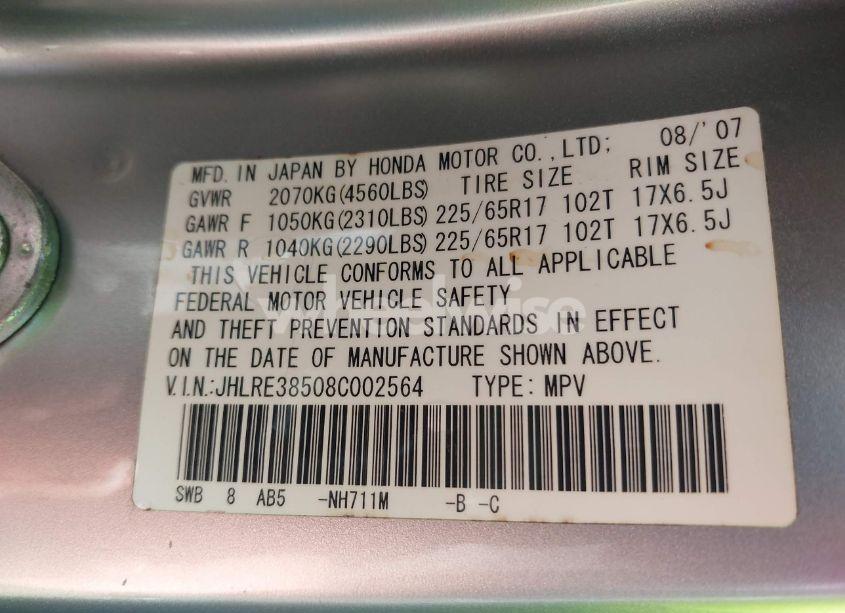 MFD. IN JAPAN BY HONDA MOTOR CO.,LTD; 08/'07
GVWR 2070KG(4560LBS) TIRE SIZE RIM SIZE
GAWR F 1050KG(2310LBS) 225/65R17 102T 17X6.5J
GAWR R 1040KG(2290LBS) 225/65R17 102T 17X6.5J
THIS VEHICLE CONFORMS TO ALL APPLICABLE
FEDERAL MOTOR VEHICLE SAFETY
AND THEFT PREVENTION STANDARDS IN EFFECT
ON THE DATE OF MANUFACTURE SHOWN ABOVE.
V.I.N.:JHLRE38508C002564 TYPE: MPV
SWB 8 AB5 -NH711M -B -C